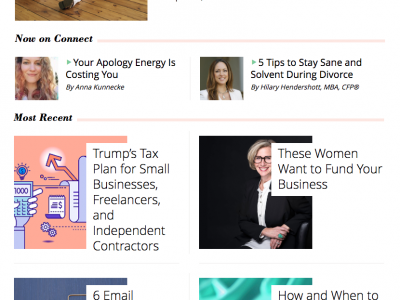 Now on Connect
Your Apology Energy Is
Costing You
By Anna Kunnecke
5 Tips to Stay Sane and
Solvent During Divorce
By Hilary Hendershott, MBA, CFP®
Most Recent
Trump's Tax
Plan for Small
Businesses,
Freelancers,
and
Independent
Contractors
1000
$
These Women
Want to Fund Your
Business
6 Email
How and When to